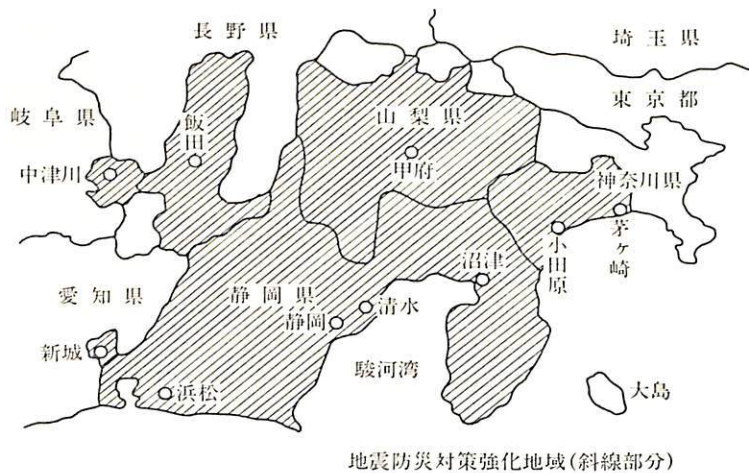 長野県
埼玉県
東京都
岐阜県
飯田
山梨県
中津川
甲府
神奈川県
茅ヶ崎
小田原
沼津
愛知県
静岡県
清水
静岡
新城
駿河湾
浜松
大島
地震防災対策強化地域(斜線部分)